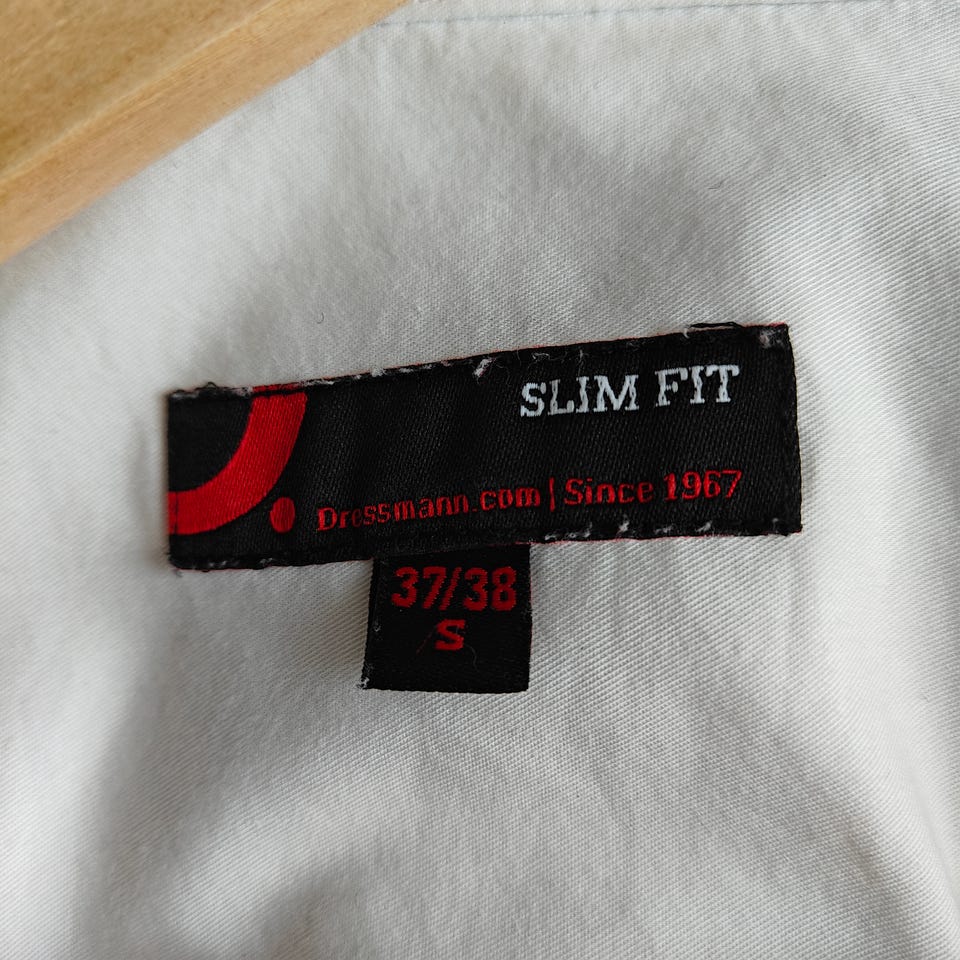 SLIM FIT
Dressmann.com | Since 1967
37/38
S